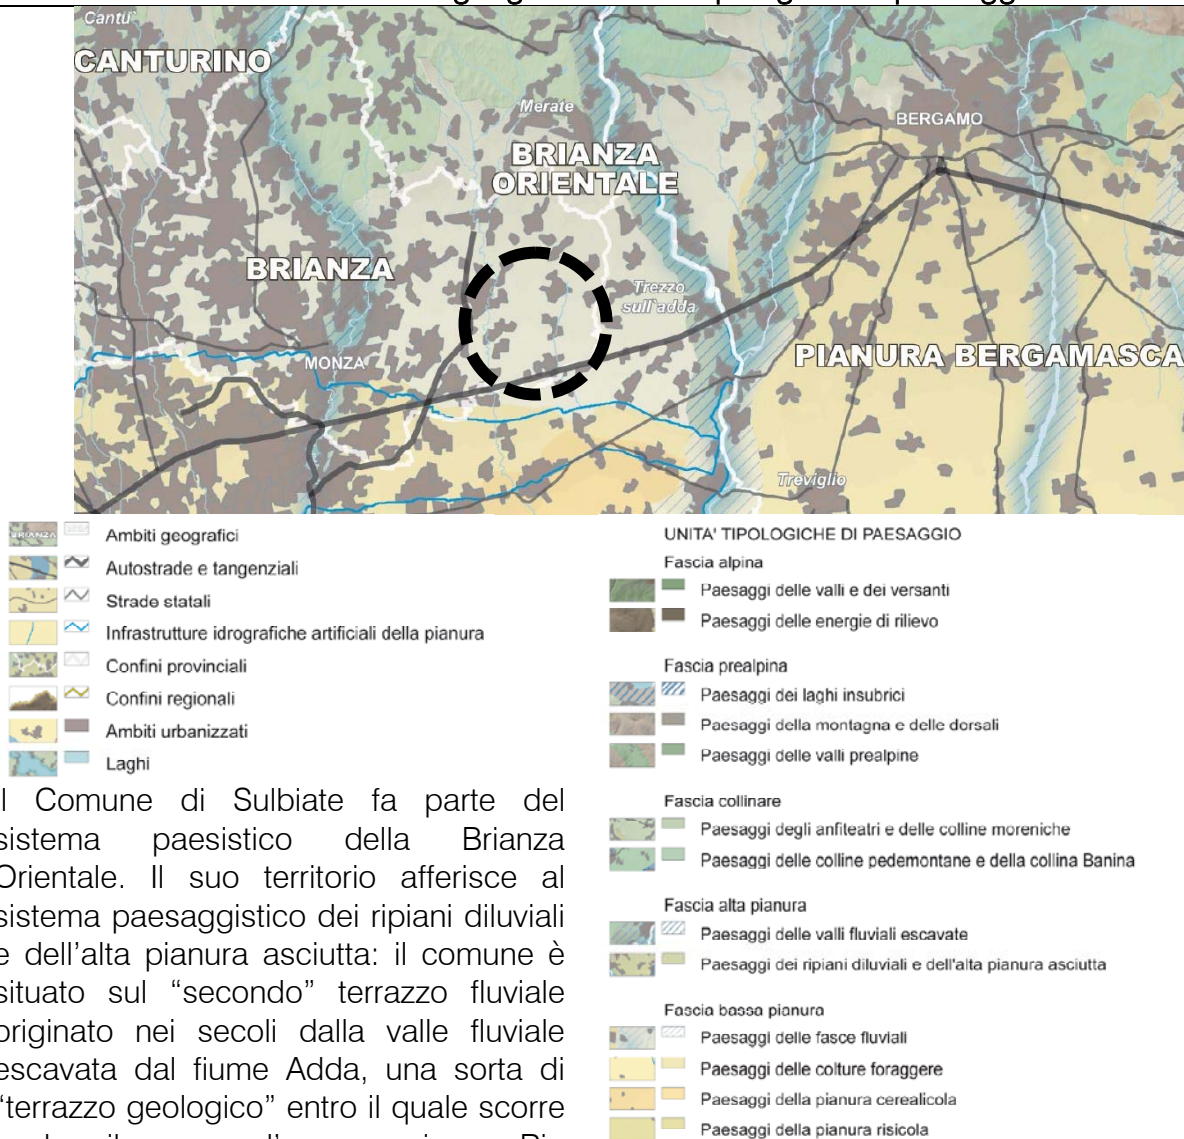 Cantu'
CANTURINO
Merate
BERGAMO
BRIANZA
ORIENTALE
BRIANZA
Trezzo
sull'adda
MONZA
PIANURA BERGAMASCA
Treviglio
Ambiti geografici
Autostrade e tangenziali
Strade statali
Infrastrutture idrografiche artificiali della pianura
Confini provinciali
Confini regionali
Ambiti urbanizzati
Laghi
UNITA' TIPOLOGICHE DI PAESAGGIO
Fascia alpina
Paesaggi delle valli e dei versanti
Paesaggi delle energie di rilievo
Fascia prealpina
Paesaggi dei laghi insubrici
Paesaggi della montagna e delle dorsali
Paesaggi delle valli prealpine
Fascia collinare
Paesaggi degli anfiteatri e delle colline moreniche
Paesaggi delle colline pedemontane e della collina Banina
Fascia alta pianura
Paesaggi delle valli fluviali escavate
Paesaggi dei ripiani diluviali e dell'alta pianura asciutta
Fascia bassa pianura
Paesaggi delle fasce fluviali
Paesaggi delle colture foraggere
Paesaggi della pianura cerealicola
Paesaggi della pianura risicola
l Comune di Sulbiate fa parte del
sistema paesistico della Brianza
Orientale. Il suo territorio afferisce al
sistema paesaggistico dei ripiani diluviali
e dell'alta pianura asciutta: il comune è
situato sul “secondo” terrazzo fluviale
originato nei secoli dalla valle fluviale
escavata dal fiume Adda, una sorta di
“terrazzo geologico” entro il quale scorre